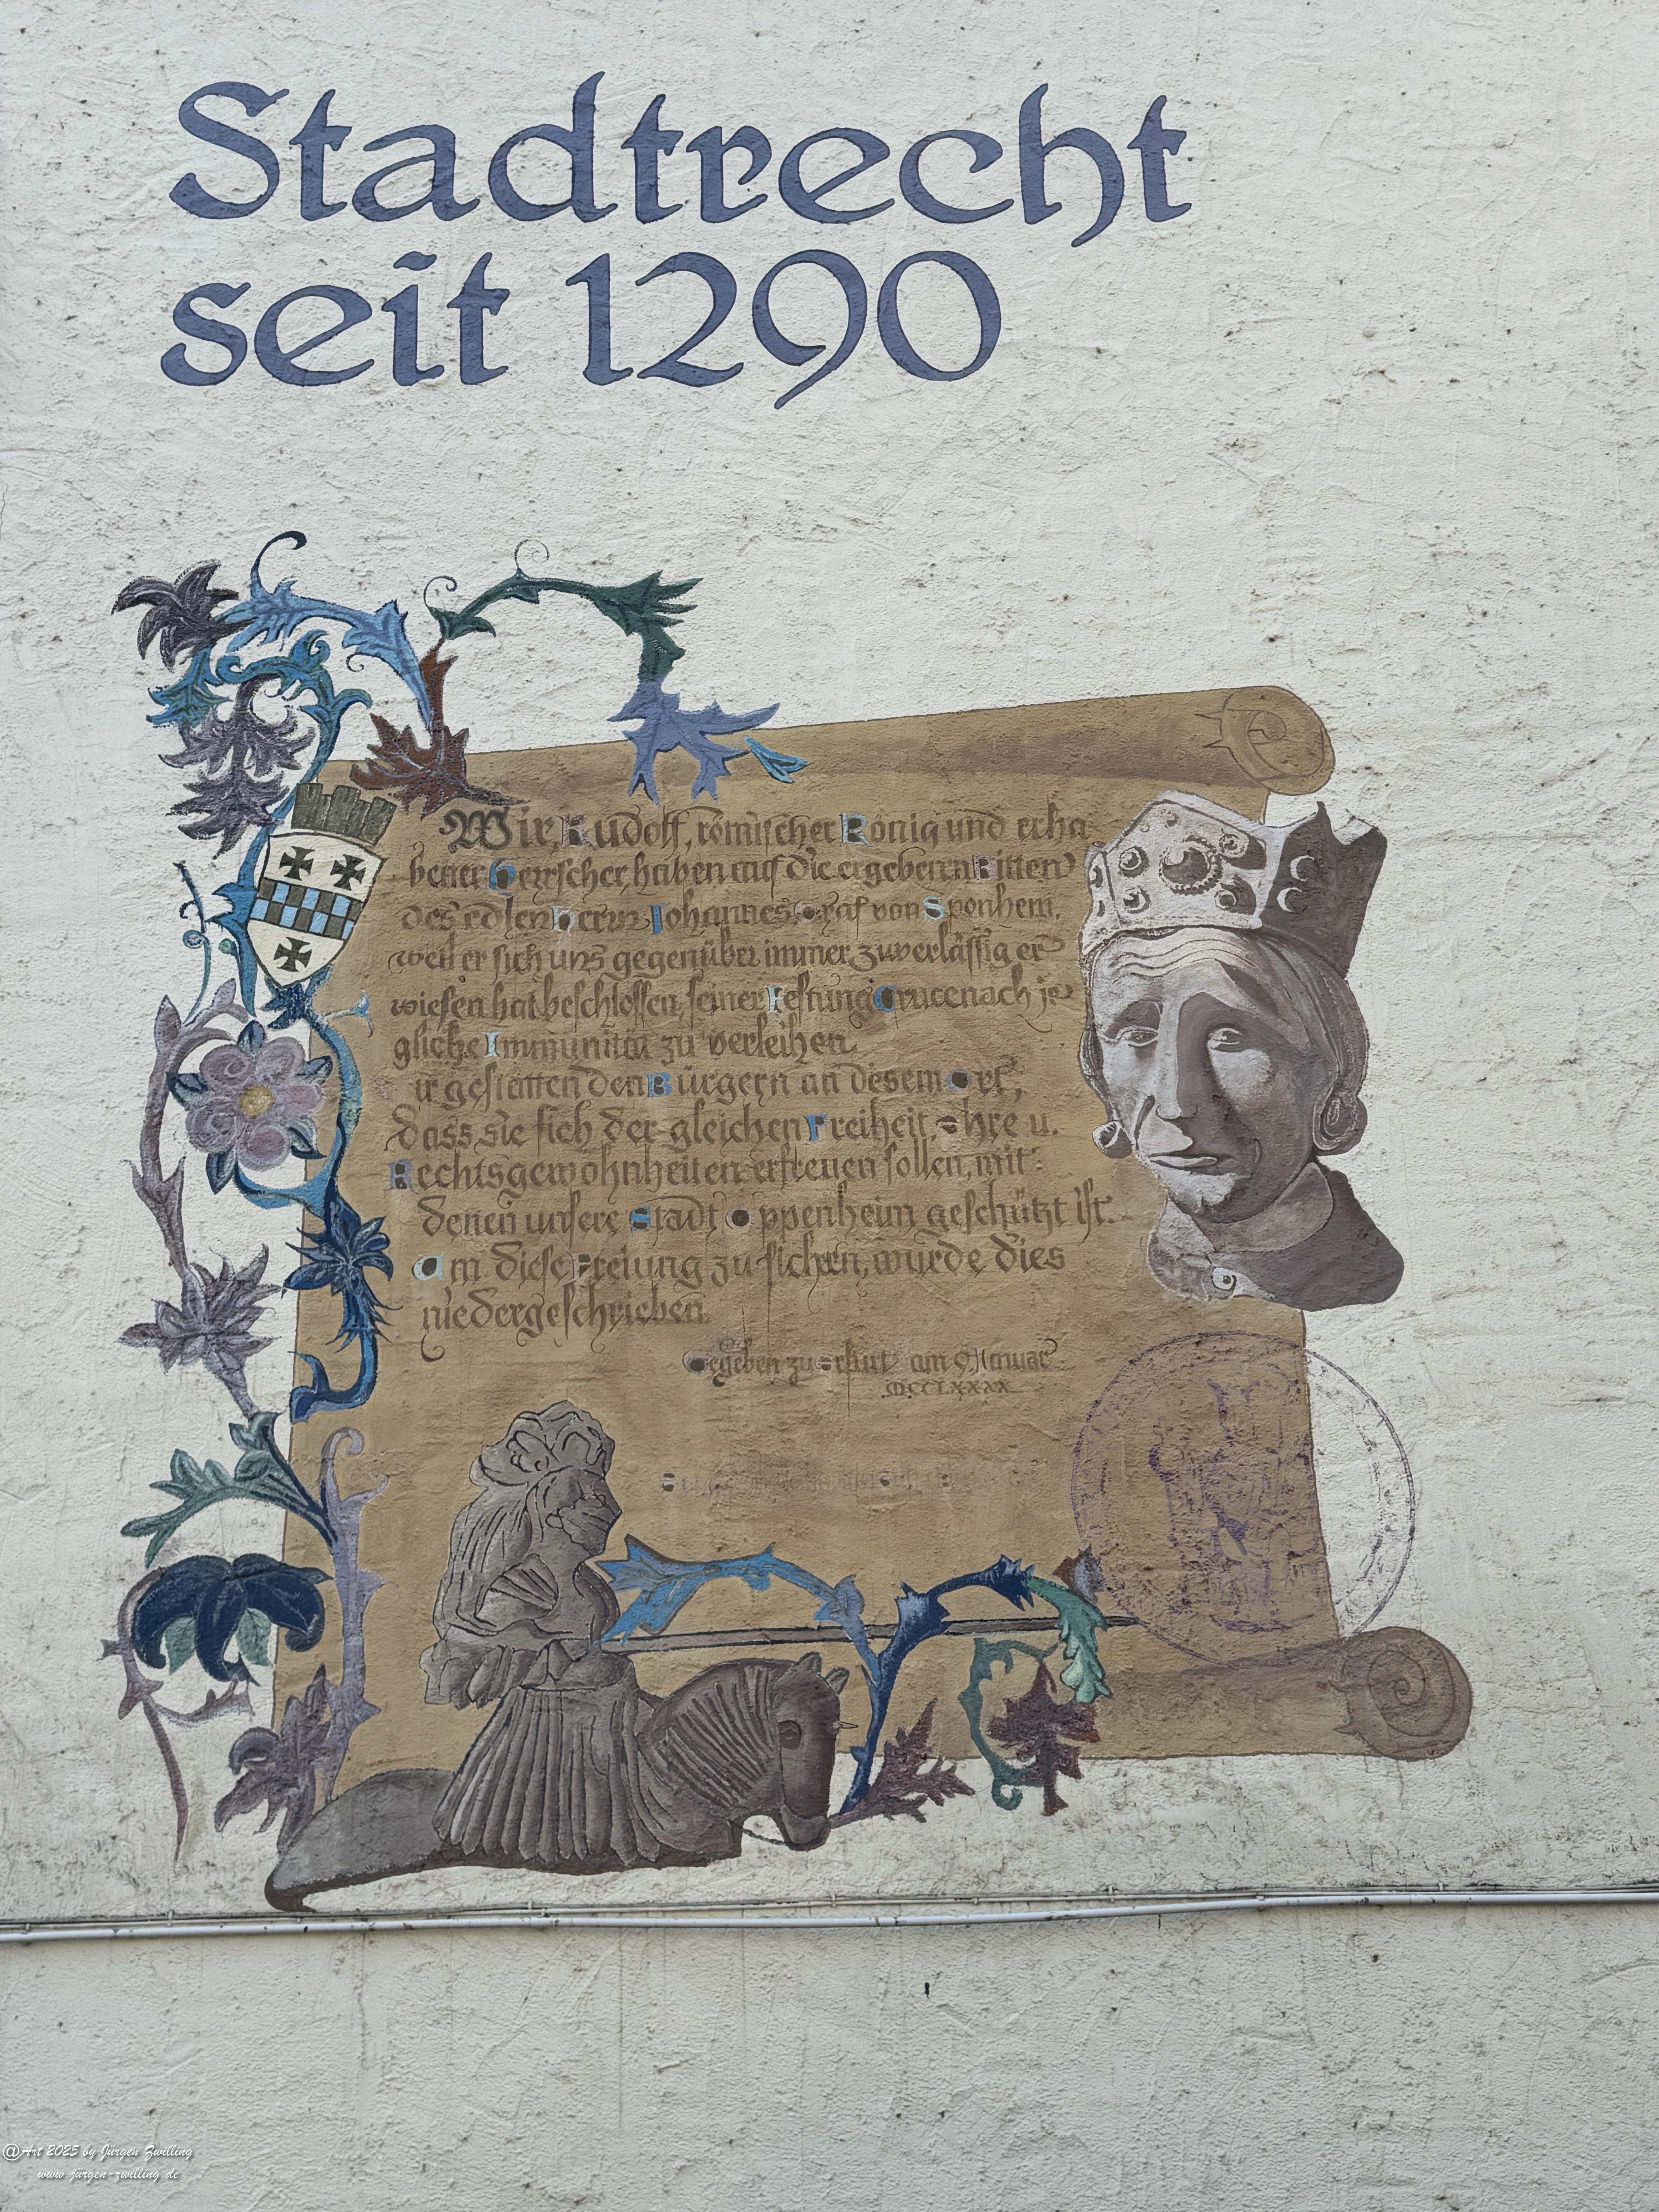 Stadtrecht
seit 1290
Wir, Rudolf, römischer König und erha
bener Herrscher, haben auf die ergebenen Bitten
des edlen Herrn Johannes Graf von Sponhem,
weil er sich uns gegenüber immer zuverlässig er
wiesen hat beschlossen, seiner Festung Crucenach je
gliche Immunität zu verleihen.
ir gestatten den Bürgern an diesem Ort,
dass sie sich der gleichen Freiheit, Ehre u.
Rechtsgewohnheiten erfreuen sollen, mit
denen unsere Stadt Oppenheim geschützt ist.
Um diese Freiung zu sichern, wurde dies
niedergeschrieben.
Gegeben zu Erfurt am 9. Januar
MCCLXXXX
@Art 2025 by Jürgen Zwilling
www.jürgen-zwilling.de